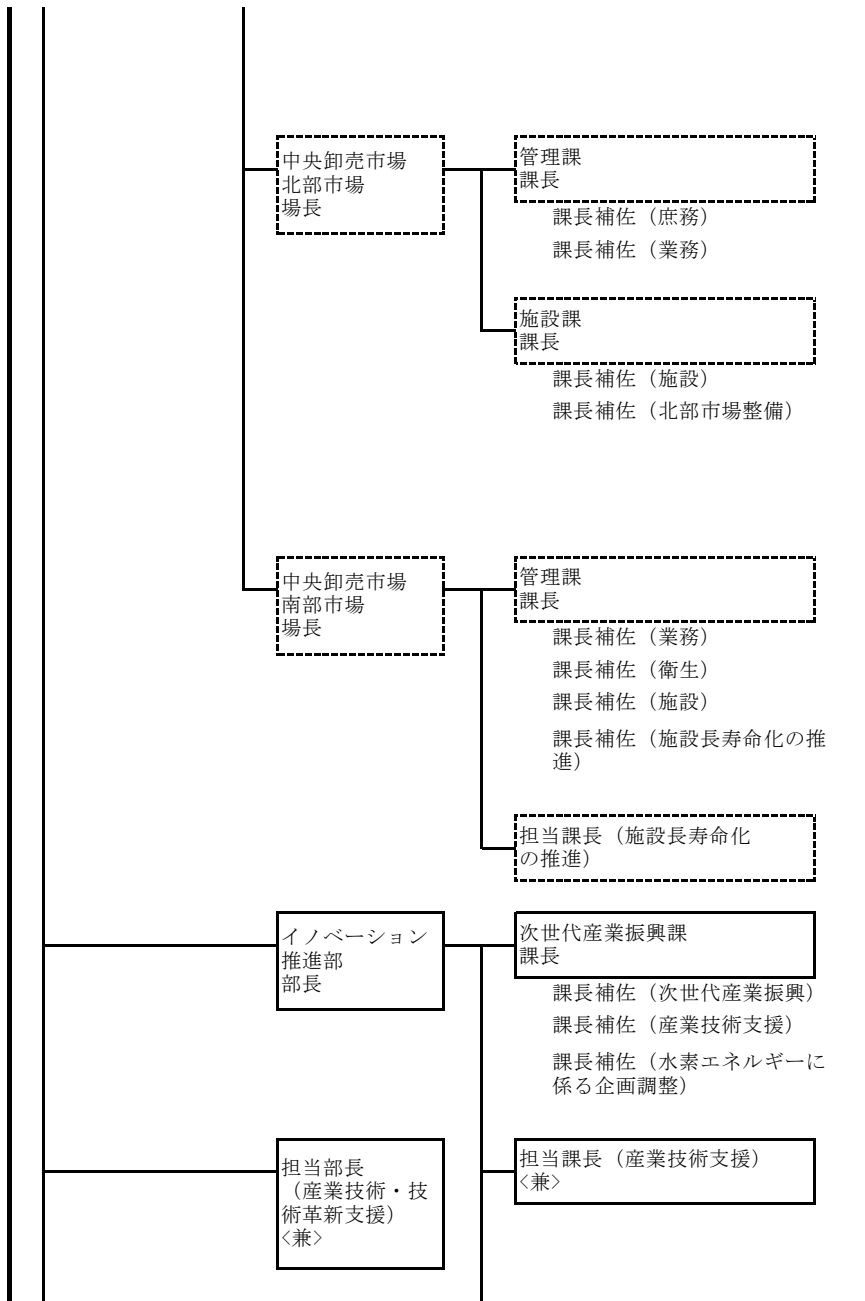 中央卸売市場
北部市場
場長
管理課
課長
課長補佐（庶務）
課長補佐（業務）
施設課
課長
課長補佐（施設）
課長補佐（北部市場整備）
中央卸売市場
南部市場
場長
管理課
課長
課長補佐（業務）
課長補佐（衛生）
課長補佐（施設）
課長補佐（施設長寿命化の推
進）
担当課長（施設長寿命化
の推進）
イノベーション
推進部
部長
次世代産業振興課
課長
課長補佐（次世代産業振興）
課長補佐（産業技術支援）
課長補佐（水素エネルギーに
係る企画調整）
担当部長
（産業技術・技
術革新支援）
<兼>
担当課長（産業技術支援）
<兼>